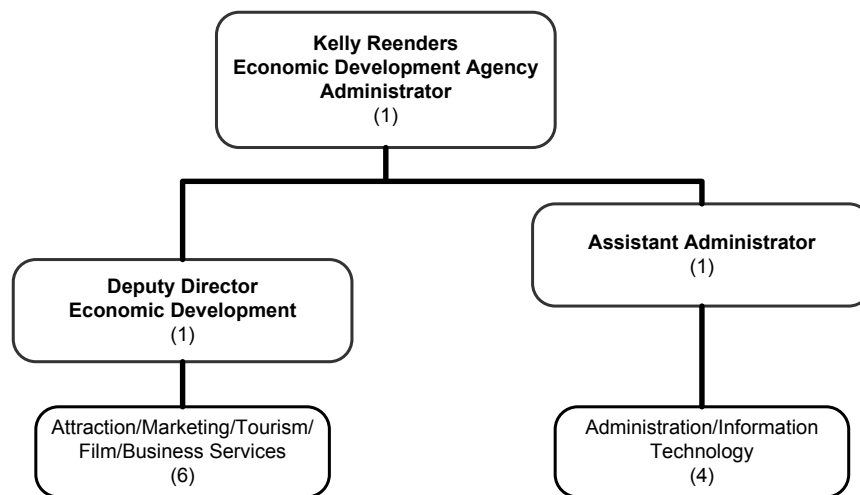 Kelly Reenders
Economic Development Agency
Administrator
(1)
Assistant Administrator
(1)
Deputy Director
Economic Development
(1)
Attraction/Marketing/Tourism/
Film/Business Services
(6)
Administration/Information
Technology
(4)